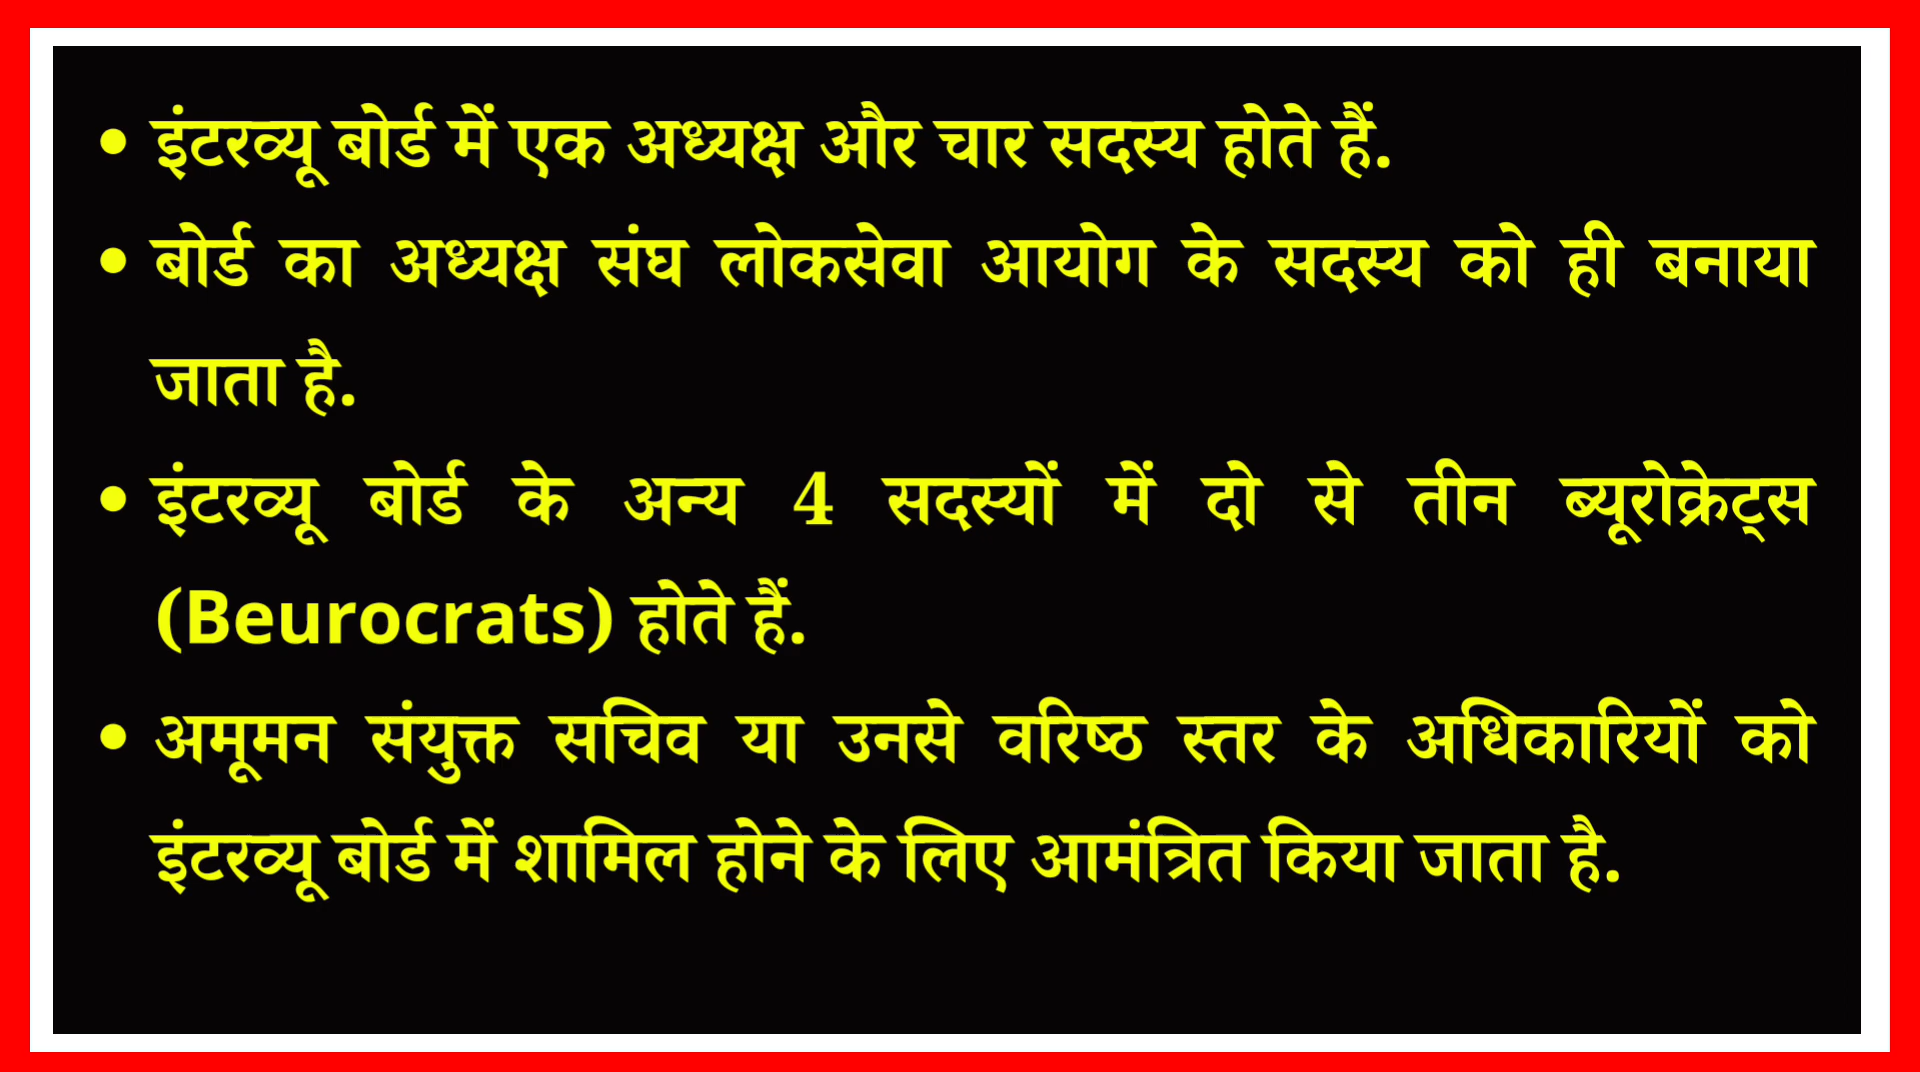 • इंटरव्यू बोर्ड में एक अध्यक्ष और चार सदस्य होते हैं.
• बोर्ड का अध्यक्ष संघ लोकसेवा आयोग के सदस्य को ही बनाया
जाता है.
• इंटरव्यू बोर्ड के अन्य 4 सदस्यों में दो से तीन ब्यूरोक्रेट्स
(Beurocrats) होते हैं.
• अमूमन संयुक्त सचिव या उनसे वरिष्ठ स्तर के अधिकारियों को
इंटरव्यू बोर्ड में शामिल होने के लिए आमंत्रित किया जाता है.